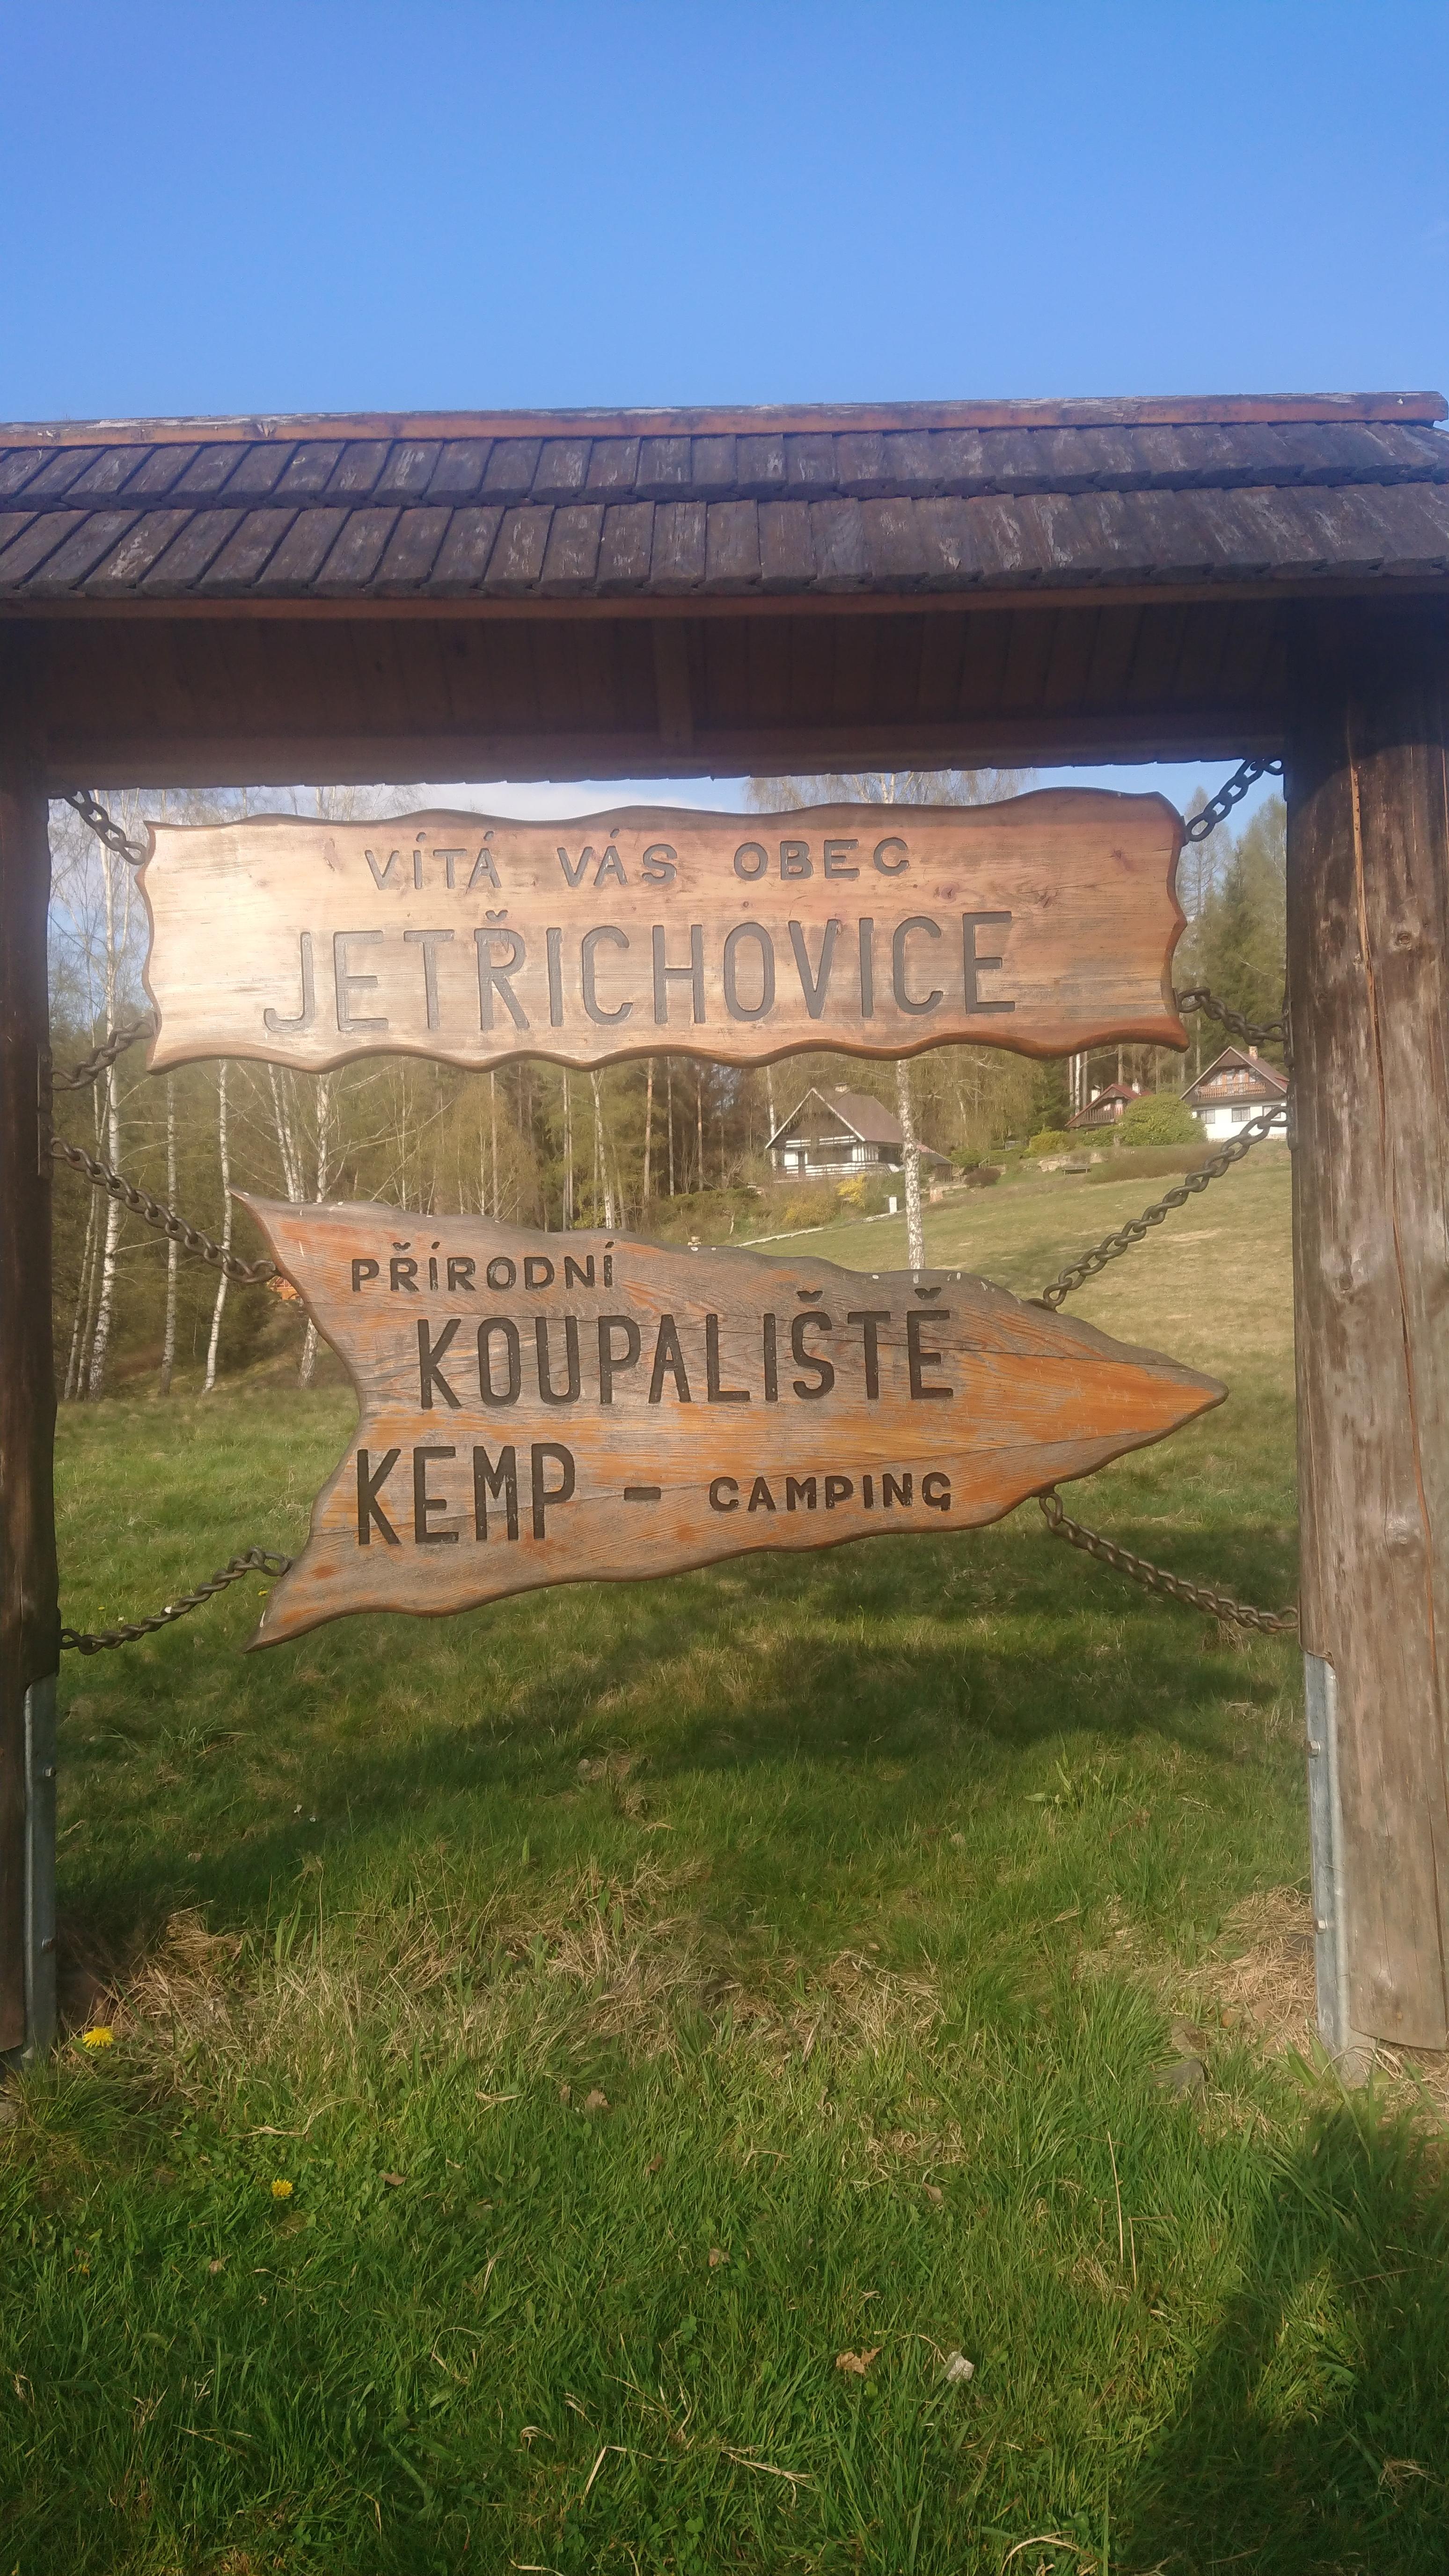 VÍTÁ VÁS OBEC
JETŘICHOVICE
PŘÍRODNÍ
KOUPALIŠTĚ
KEMP - CAMPING